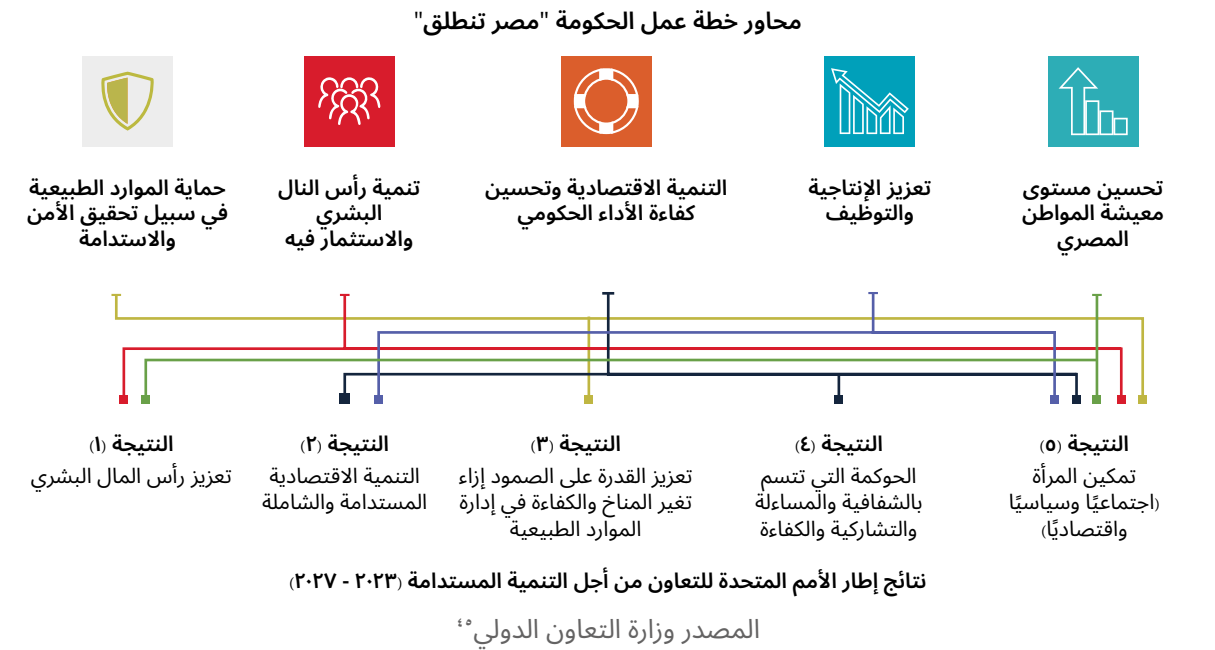 محاور خطة عمل الحكومة "مصر تنطلق"
تحسين مستوى
معيشة المواطن
المصري
تعزيز الإنتاجية
والتوظيف
التنمية الاقتصادية وتحسين
كفاءة الأداء الحكومي
تنمية رأس النال
البشري
والاستثمار فيه
حماية الموارد الطبيعية
في سبيل تحقيق الأمن
والاستدامة
النتيجة (٥)
تمكين المرأة
(اجتماعيًا وسياسيًا
واقتصاديًا)
النتيجة (٤)
الحوكمة التي تتسم
بالشفافية والمساءلة
والتشاركية والكفاءة
النتيجة (٣)
تعزيز القدرة على الصمود إزاء
تغير المناخ والكفاءة في إدارة
الموارد الطبيعية
النتيجة (٢)
التنمية الاقتصادية
المستدامة والشاملة
النتيجة (١)
تعزيز رأس المال البشري
نتائج إطار الأمم المتحدة للتعاون من أجل التنمية المستدامة (٢٠٢٣ - ٢٠٢٧)
المصدر وزارة التعاون الدولي٥٤